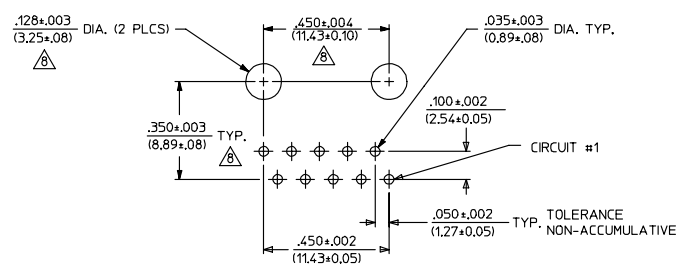 .128±.003 DIA. (2 PLCS)
(3.25±.08)
8
.450±.004
(11.43±0.10)
8
.035±.003 DIA. TYP.
(0.89±.08)
.100±.002
(2.54±0.05)
.350±.003 TYP.
(8.89±.08)
8
CIRCUIT #1
.050±.002 TYP. TOLERANCE
(1.27±0.05) NON-ACCUMULATIVE
.450±.002
(11.43±0.05)